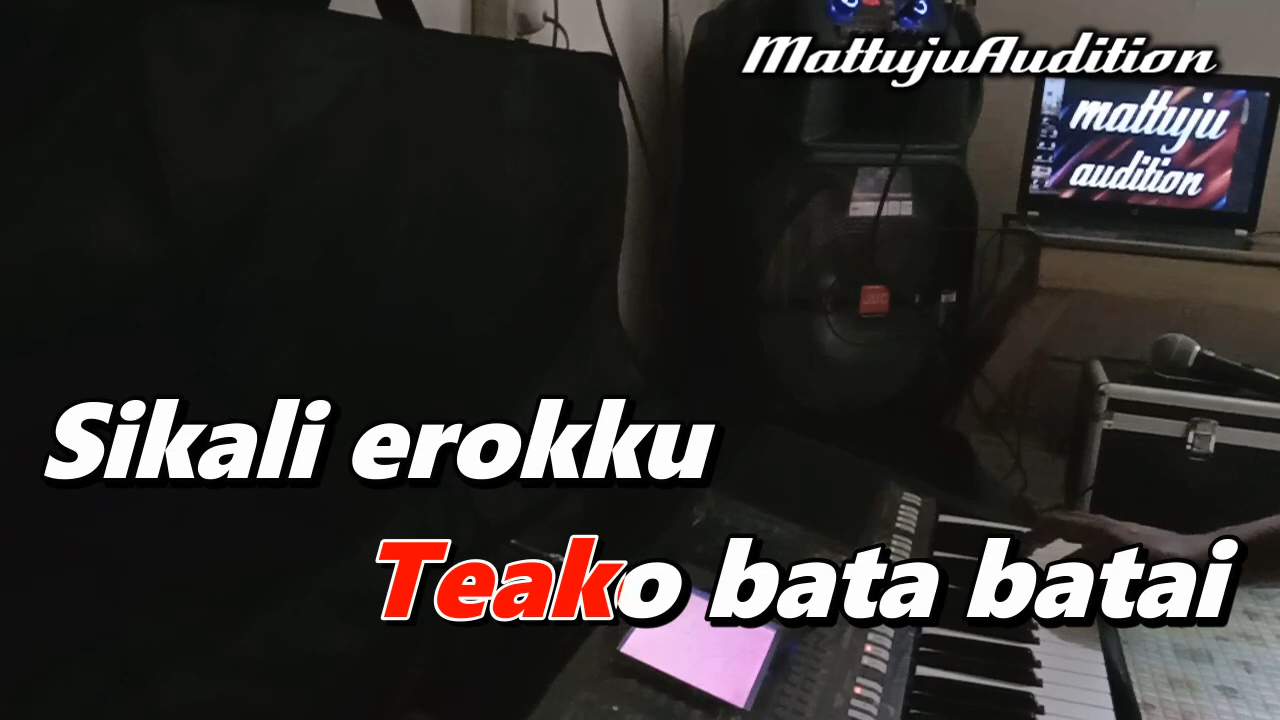 MattujuAudition
mattuju
audition
Sikali erokku
Teako bata batai